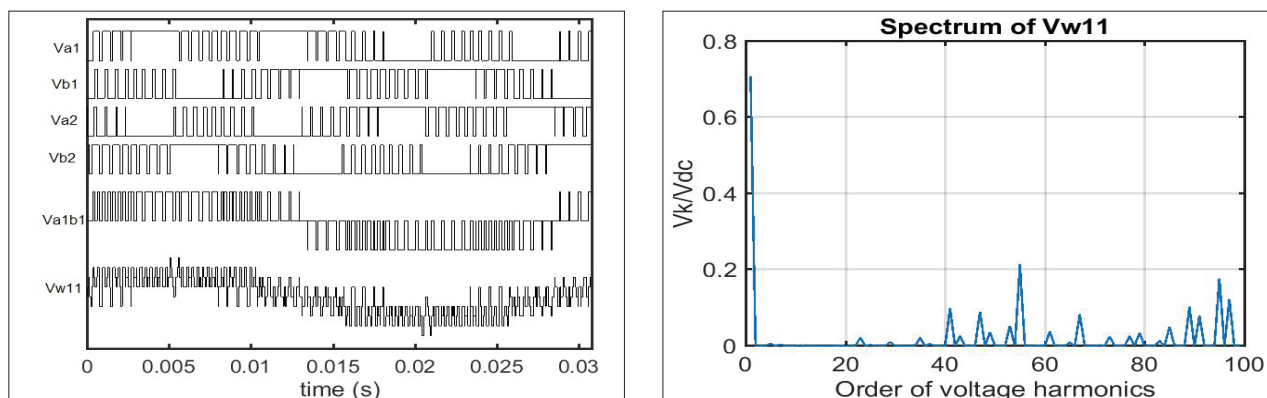 Va1
Vb1
Va2
Vb2
Va1b1
Vw11
0 0.005 0.01 0.015 0.02 0.025 0.03
time (s)
Spectrum of Vw11
0.8
0.6
0.4
0.2
0
Vk/Vdc
0 20 40 60 80 100
Order of voltage harmonics